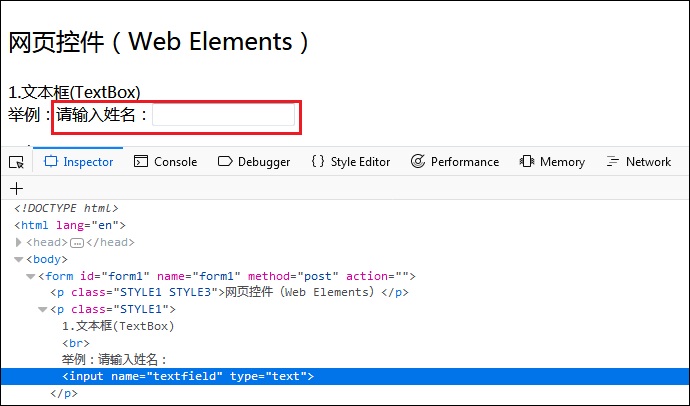 网页控件（Web Elements）
1.文本框(TextBox)
举例：请输入姓名：
Inspector Console Debugger {} Style Editor Performance Memory Network
+
<!DOCTYPE html>
<html lang="en">
<head>…</head>
<body>
<form id="form1" name="form1" method="post" action="">
<p class="STYLE1 STYLE3">网页控件（Web Elements）</p>
<p class="STYLE1">
1.文本框(TextBox)
<br>
举例：请输入姓名：
<input name="textfield" type="text">
</p>